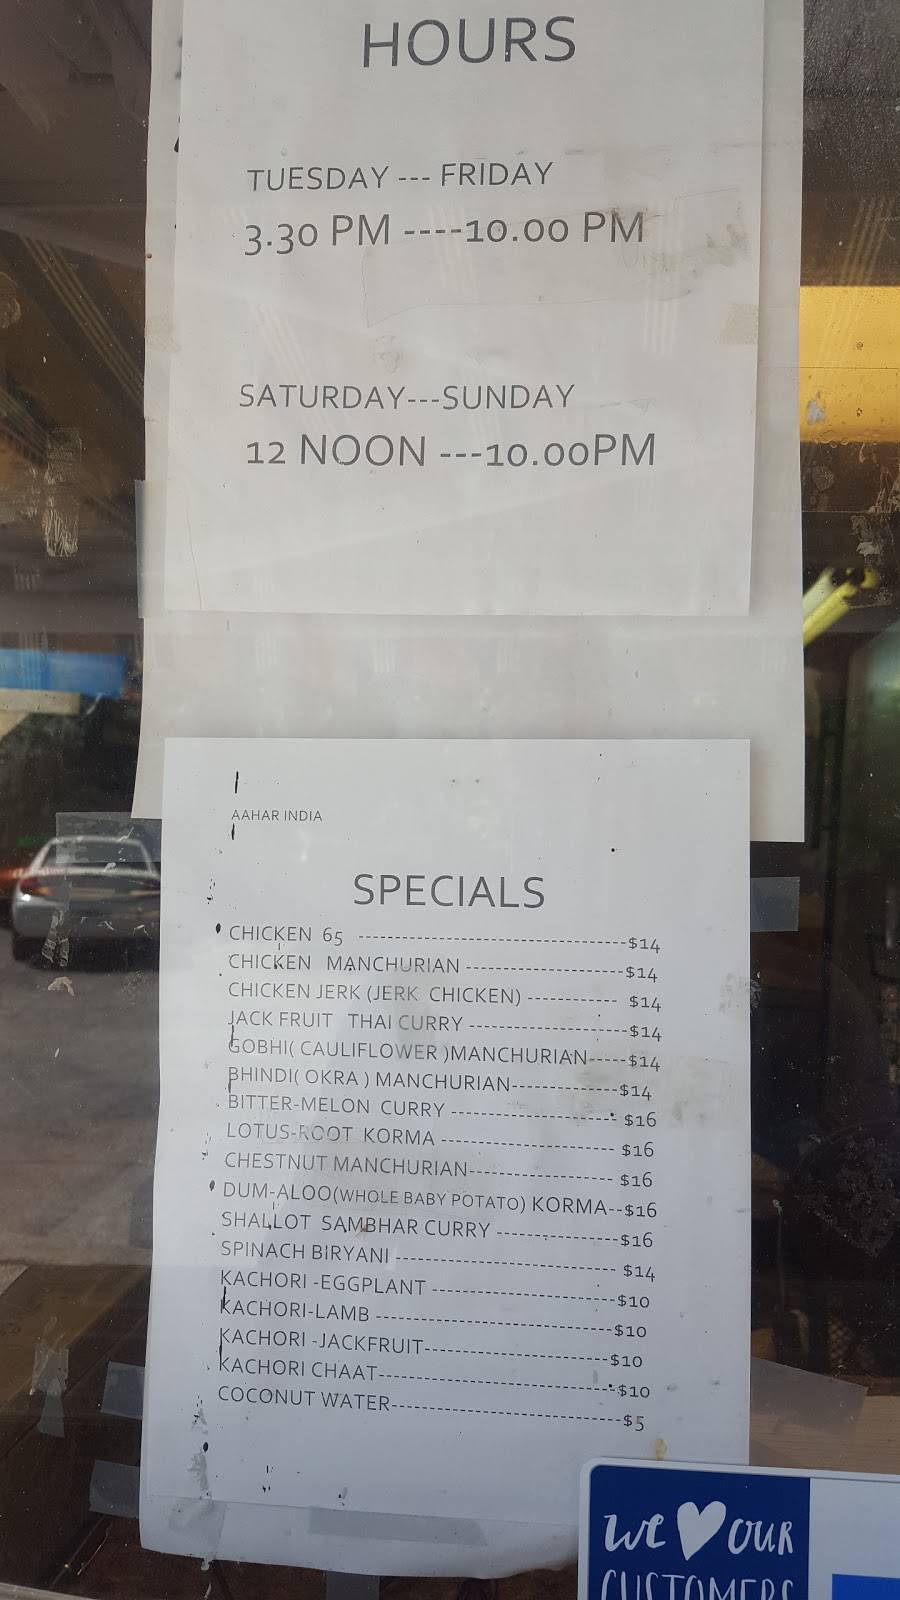 HOURS
TUESDAY --- FRIDAY
3.30 PM ----10.00 PM
SATURDAY---SUNDAY
12 NOON ---10.00PM
AAHAR INDIA
SPECIALS
CHICKEN 65 ------------------------------------$14
CHICKEN MANCHURIAN ---------------------$14
CHICKEN JERK (JERK CHICKEN) ------------ $14
JACK FRUIT THAI CURRY ---------------------$14
GOBHI( CAULIFLOWER )MANCHURIAN-----$14
BHINDI( OKRA ) MANCHURIAN--------------$14
BITTER-MELON CURRY ---------------------- $16
LOTUS-ROOT KORMA ----------------------- $16
CHESTNUT MANCHURIAN------------------- $16
DUM-ALOO(WHOLE BABY POTATO) KORMA--$16
SHALLOT SAMBHAR CURRY ----------------$16
SPINACH BIRYANI ----------------------------- $14
KACHORI -EGGPLANT ------------------------$10
KACHORI-LAMB -------------------------------$10
KACHORI -JACKFRUIT------------------------$10
KACHORI CHAAT-------------------------------$10
COCONUT WATER------------------------------$5
WE OUR
CUSTOMERS